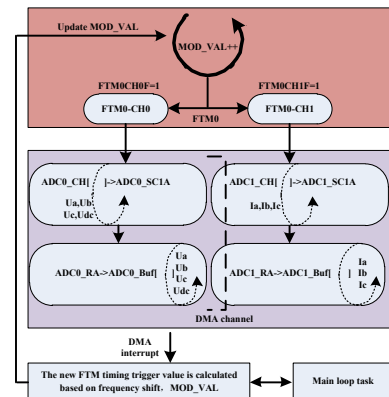 Update MOD_VAL
MOD_VAL++
FTM0CH0F=1
FTM0CH1F=1
FTM0-CH0
FTM0-CH1
FTM0
ADC0_CH[ ]->ADC0_SC1A
Ua,Ub
Uc,Udc
ADC1_CH[ ]->ADC1_SC1A
Ia,Ib,Ic
ADC0_RA->ADC0_Buf[ ]
Ua
Ub
Uc
Udc
ADC1_RA->ADC1_Buf[ ]
Ia
Ib
Ic
DMA channel
DMA
interrupt
The new FTM timing trigger value is calculated
based on frequency shift, MOD_VAL
Main loop task